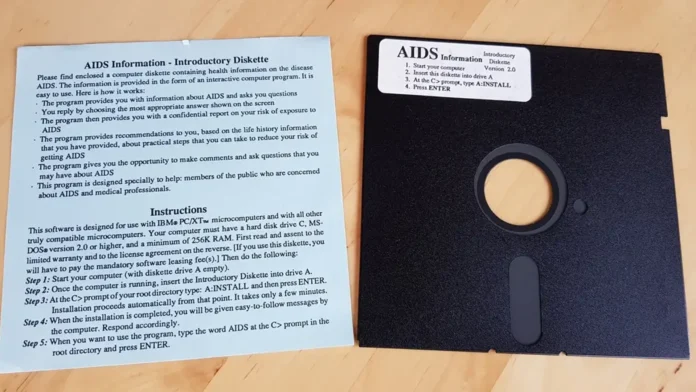 AIDS Information - Introductory Diskette
Please find enclosed a computer diskette containing health information on the disease
AIDS. The information is provided in the form of an interactive computer program. It is
easy to use. Here is how it works:
· The program provides you with information about AIDS and asks you questions
· You reply by choosing the most appropriate answer shown on the screen
· The program then provides you with a confidential report on your risk of exposure to
AIDS
· The program provides recommendations to you, based on the life history information
that you have provided, about practical steps that you can take to reduce your risk of
getting AIDS
· The program gives you the opportunity to make comments and ask questions that you
may have about AIDS
· This program is designed specially to help: members of the public who are concerned
about AIDS and medical professionals.
Instructions
This software is designed for use with IBM® PC/XT™ microcomputers and with all other
truly compatible microcomputers. Your computer must have a hard disk drive C, MS-
DOS® version 2.0 or higher, and a minimum of 256K RAM. First read and assent to the
limited warranty and to the license agreement on the reverse. [If you use this diskette, you
will have to pay the mandatory software leasing fee(s).] Then do the following:
Step 1: Start your computer (with diskette drive A empty).
Step 2: Once the computer is running, insert the Introductory Diskette into drive A.
Step 3: At the C> prompt of your root directory type: A:INSTALL and then press ENTER.
Installation proceeds automatically from that point. It takes only a few minutes.
Step 4: When the installation is completed, you will be given easy-to-follow messages by
the computer. Respond accordingly.
Step 5: When you want to use the program, type the word AIDS at the C> prompt in the
root directory and press ENTER.
AIDS Information Introductory
Diskette
Version 2.0
1. Start your computer
2. Insert this diskette into drive A
3. At the C> prompt, type A:INSTALL
4. Press ENTER